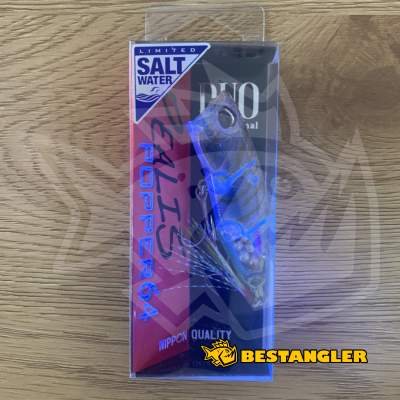 LIMITED
SALT
WATER
DUO
REALIS
POPPER64
NIPPON QUALITY
BESTANGLER